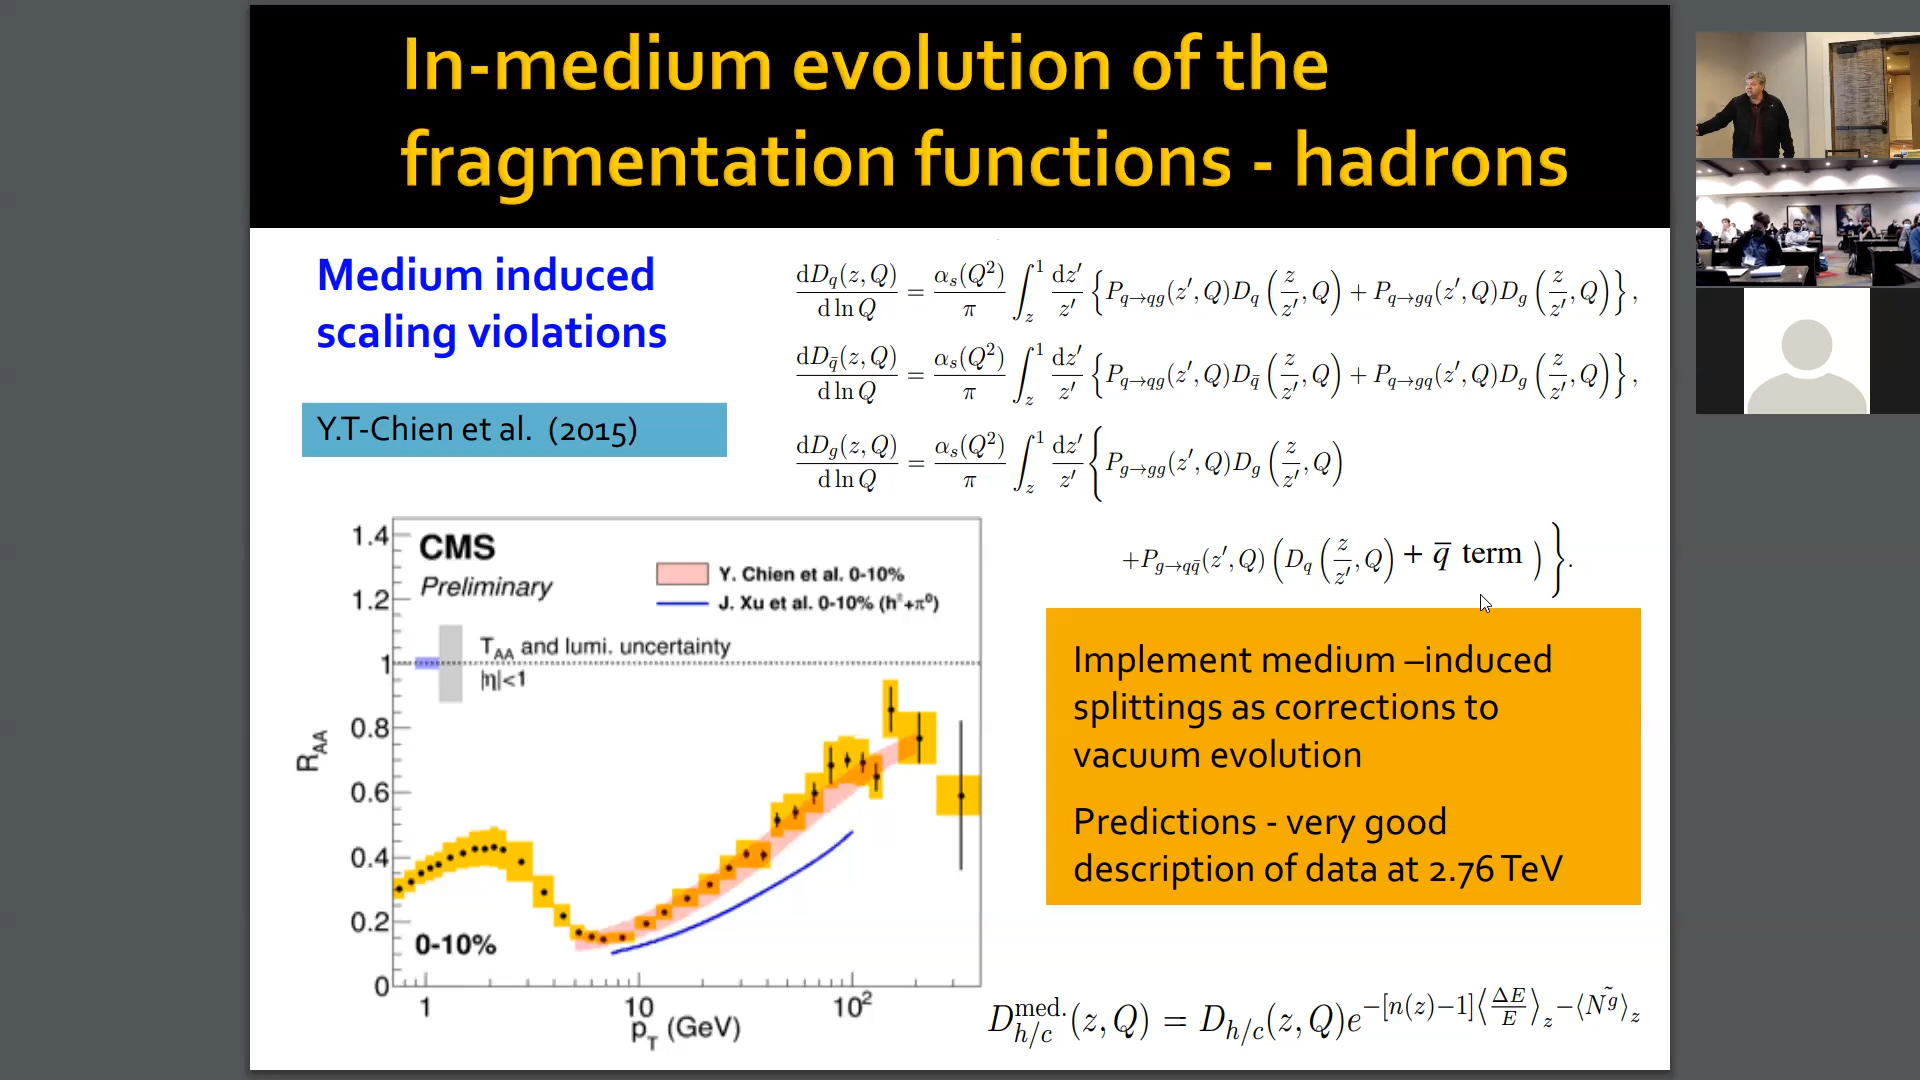 In-medium evolution of the
fragmentation functions - hadrons
Medium induced
scaling violations
Y.T-Chien et al. (2015)
dD_q(z,Q)/d ln Q = α_s(Q²)/π ∫_z^1 dz′/z′ {P_{q→qg}(z′,Q)D_q(z/z′,Q) + P_{q→gq}(z′,Q)D_g(z/z′,Q)},
dD_q̄(z,Q)/d ln Q = α_s(Q²)/π ∫_z^1 dz′/z′ {P_{q→qg}(z′,Q)D_q̄(z/z′,Q) + P_{q→gq}(z′,Q)D_g(z/z′,Q)},
dD_g(z,Q)/d ln Q = α_s(Q²)/π ∫_z^1 dz′/z′ {P_{g→gg}(z′,Q)D_g(z/z′,Q)
+P_{g→qq̄}(z′,Q)(D_q(z/z′,Q) + q̄ term)}.
CMS
Preliminary
Y. Chien et al. 0-10%
J. Xu et al. 0-10% (h^±+π⁰)
T_AA and lumi. uncertainty
|η|<1
0-10%
R_AA
1.4
1.2
1
0.8
0.6
0.4
0.2
0
1
10
10²
p_T (GeV)
Implement medium –induced
splittings as corrections to
vacuum evolution
Predictions - very good
description of data at 2.76 TeV
D^{med.}_{h/c}(z,Q) = D_{h/c}(z,Q)e^{−[n(z)−1]⟨ΔE/E⟩_z−⟨Ñ^g⟩_z}